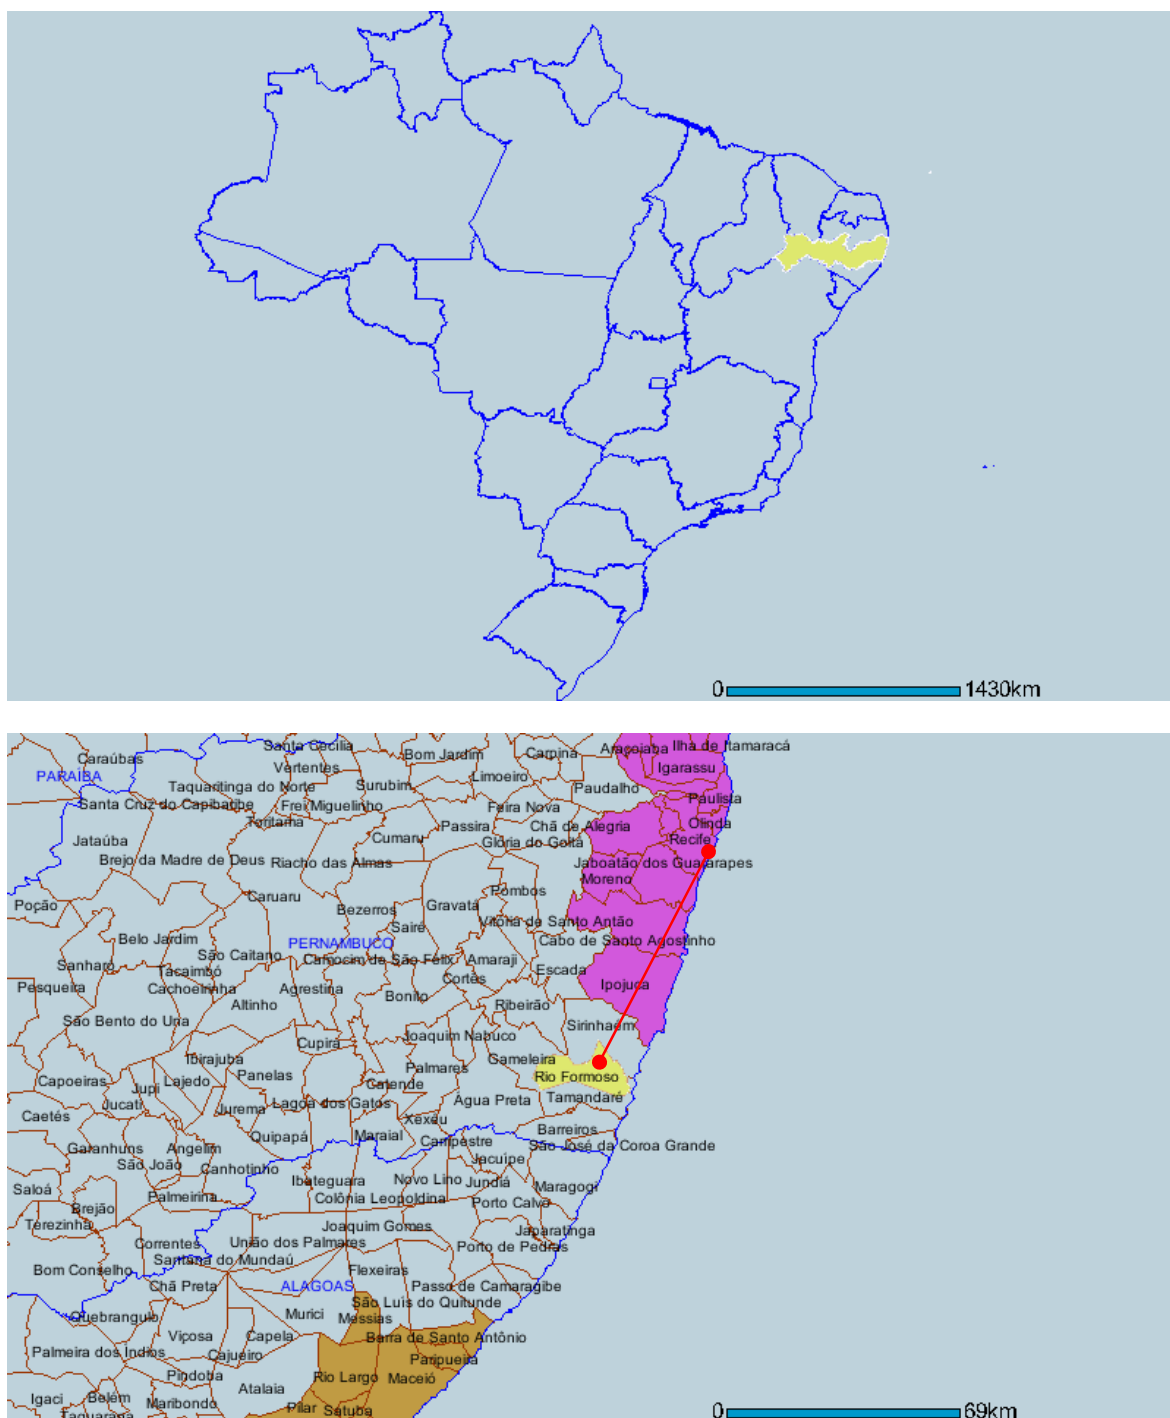 0 1430km
Santa Cecília
Bom Jardim
Carpina
Araçoiaba
Ilha de Itamaracá
Caraúbas
PARAÍBA
Vertentes
Limoeiro
Igarassu
Taquaritinga do Norte
Surubim
Paudalho
Santa Cruz do Capibaribe
Frei Miguelinho
Feira Nova
Paulista
Toritama
Passira
Chã de Alegria
Olinda
Jataúba
Cumaru
Glória do Goitá
Recife
Brejo da Madre de Deus
Riacho das Almas
Jaboatão dos Guararapes
Moreno
Poção
Caruaru
Bezerros
Gravatá
Pombos
Sairé
Vitória de Santo Antão
Belo Jardim
PERNAMBUCO
Cabo de Santo Agostinho
Sanharó
São Caitano
Camocim de São Félix
Amaraji
Escada
Pesqueira
Tacaimbó
Cachoeirinha
Agrestina
Cortês
Ipojuca
Altinho
Bonito
Ribeirão
São Bento do Una
Sirinhaém
Cupira
Joaquim Nabuco
Ibirajuba
Gameleira
Capoeiras
Jupi
Lajedo
Panelas
Catende
Palmares
Rio Formoso
Caetés
Jucati
Jurema
Lagoa dos Gatos
Água Preta
Tamandaré
Xexéu
Garanhuns
Angelim
Quipapá
Maraial
Campestre
Barreiros
São José da Coroa Grande
São João
Canhotinho
Jacuípe
Saloá
Palmeirina
Ibateguara
Novo Lino
Jundiá
Maragogi
Brejão
Colônia Leopoldina
Porto Calvo
Terezinha
Joaquim Gomes
Japaratinga
Correntes
União dos Palmares
Porto de Pedras
Bom Conselho
Santana do Mundaú
Flexeiras
Chã Preta
ALAGOAS
Passo de Camaragibe
São Luís do Quitunde
Quebrangulo
Murici
Messias
Viçosa
Capela
Barra de Santo Antônio
Palmeira dos Índios
Cajueiro
Paripueira
Pindoba
Rio Largo
Maceió
Igaci
Belém
Maribondo
Atalaia
Taquarana
Pilar
Satuba
0 69km